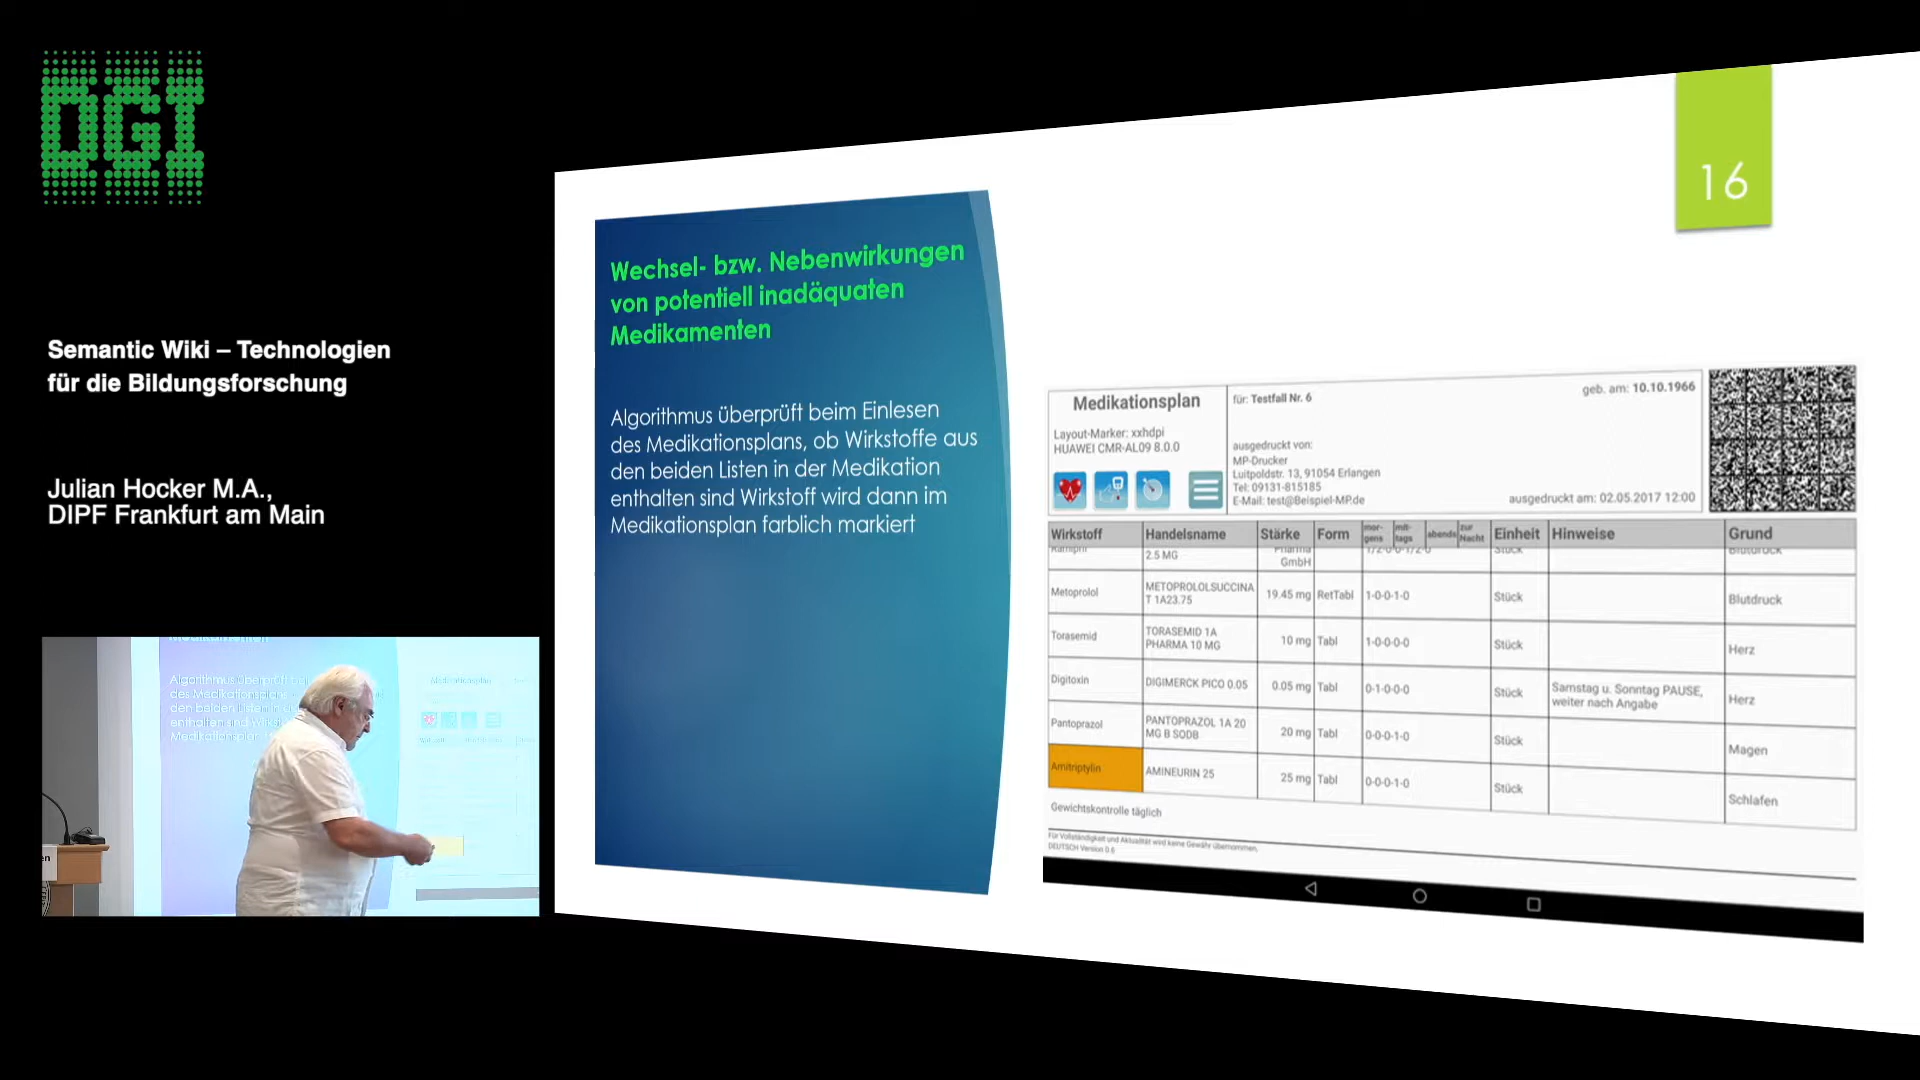 DGI
Semantic Wiki – Technologien
für die Bildungsforschung
Julian Hocker M.A.,
DIPF Frankfurt am Main
16
Wechsel- bzw. Nebenwirkungen
von potentiell inadäquaten
Medikamenten
Algorithmus überprüft beim Einlesen
des Medikationsplans, ob Wirkstoffe aus
den beiden Listen in der Medikation
enthalten sind Wirkstoff wird dann im
Medikationsplan farblich markiert
Medikationsplan
Layout-Marker: xxhdpi
HUAWEI CMR-AL09 8.0.0
für: Testfall Nr. 6
geb. am: 10.10.1966
ausgedruckt von:
MP-Drucker
Luitpoldstr. 13, 91054 Erlangen
Tel: 09131-815185
E-Mail: test@Beispiel-MP.de
ausgedruckt am: 02.05.2017 12:00
Wirkstoff Handelsname Stärke Form mor-gens mit-tags abends zur Nacht Einheit Hinweise Grund
Ramipril 2.5 MG Pharma GmbH 1/2-0-0-1/2-0 Stück Blutdruck
Metoprolol METOPROLOLSUCCINA T 1A23.75 19.45 mg RetTabl 1-0-0-1-0 Stück Blutdruck
Torasemid TORASEMID 1A PHARMA 10 MG 10 mg Tabl 1-0-0-0-0 Stück Herz
Digitoxin DIGIMERCK PICO 0.05 0.05 mg Tabl 0-1-0-0-0 Stück Samstag u. Sonntag PAUSE, weiter nach Angabe Herz
Pantoprazol PANTOPRAZOL 1A 20 MG B SODB 20 mg Tabl 0-0-0-1-0 Stück Magen
Amitriptylin AMINEURIN 25 25 mg Tabl 0-0-0-1-0 Stück Schlafen
Gewichtskontrolle täglich
Für Vollständigkeit und Aktualität wird keine Gewähr übernommen.
DEUTSCH Version 0.6